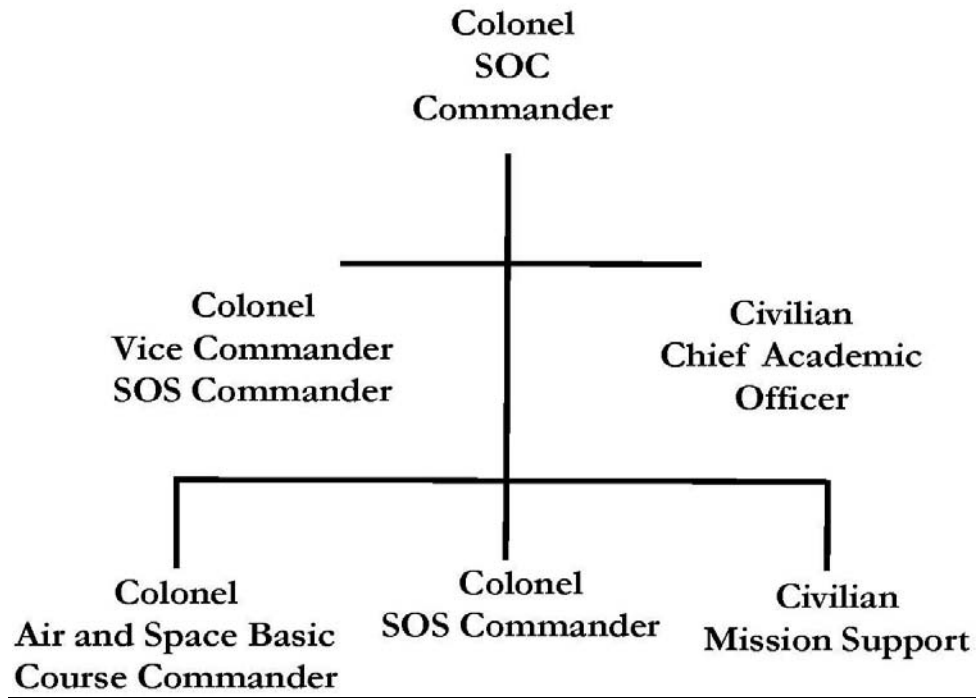 Colonel
SOC
Commander
Colonel
Vice Commander
SOS Commander
Civilian
Chief Academic
Officer
Colonel
Air and Space Basic
Course Commander
Colonel
SOS Commander
Civilian
Mission Support